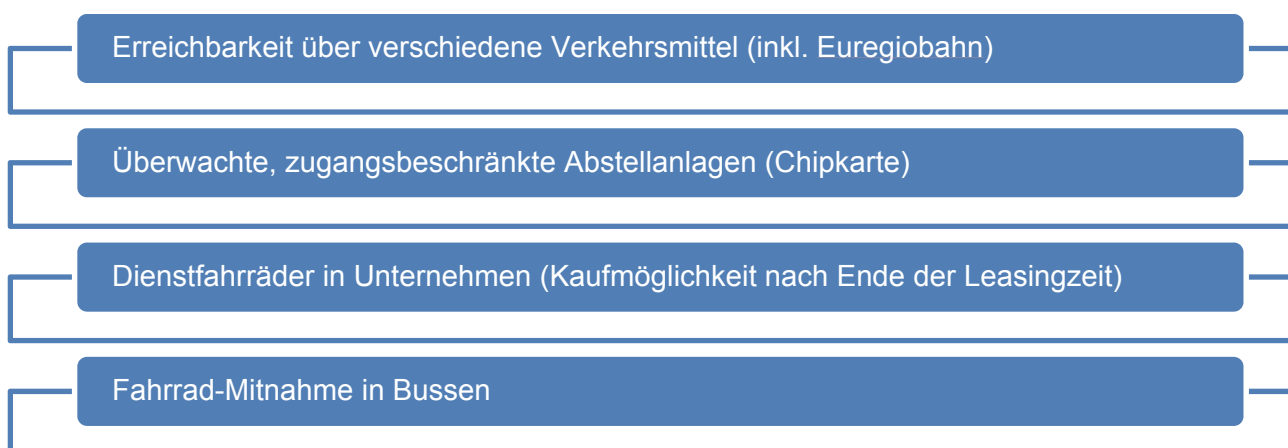 Erreichbarkeit über verschiedene Verkehrsmittel (inkl. Euregiobahn)
Überwachte, zugangsbeschränkte Abstellanlagen (Chipkarte)
Dienstfahrräder in Unternehmen (Kaufmöglichkeit nach Ende der Leasingzeit)
Fahrrad-Mitnahme in Bussen